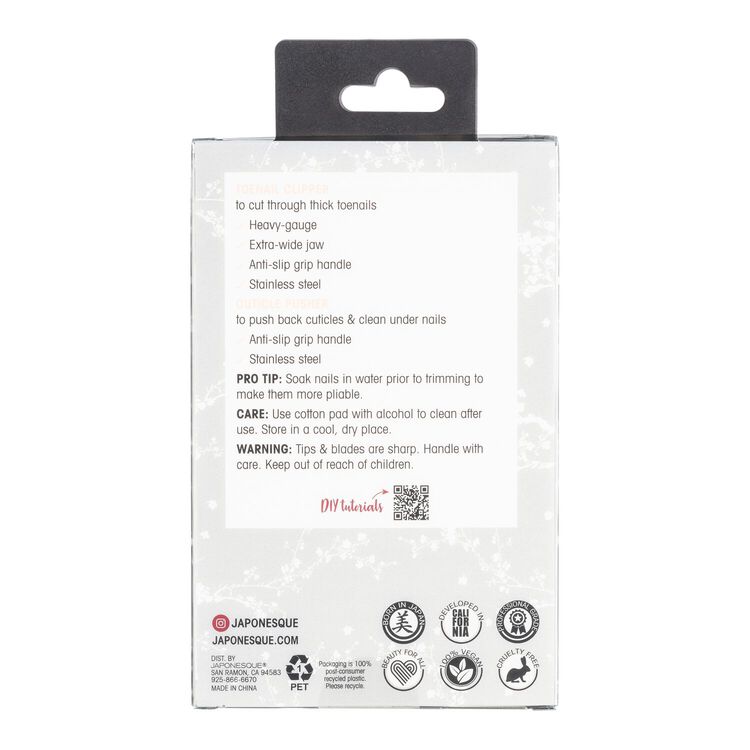 TOENAIL CLIPPER
to cut through thick toenails
Heavy-gauge
Extra-wide jaw
Anti-slip grip handle
Stainless steel
CUTICLE PUSHER
to push back cuticles & clean under nails
Anti-slip grip handle
Stainless steel
PRO TIP: Soak nails in water prior to trimming to
make them more pliable.
CARE: Use cotton pad with alcohol to clean after
use. Store in a cool, dry place.
WARNING: Tips & blades are sharp. Handle with
care. Keep out of reach of children.
DIY tutorials
JAPONESQUE
JAPONESQUE.COM
DIST. BY
JAPONESQUE®
SAN RAMON, CA 94583
925-866-6670
MADE IN CHINA
1
PET
Packaging is 100%
post-consumer
recycled plastic.
Please recycle.
BORN IN JAPAN
美
DEVELOPED IN
CALI
FOR
NIA
PROFESSIONAL GRADE
BEAUTY FOR ALL
100% VEGAN
CRUELTY FREE